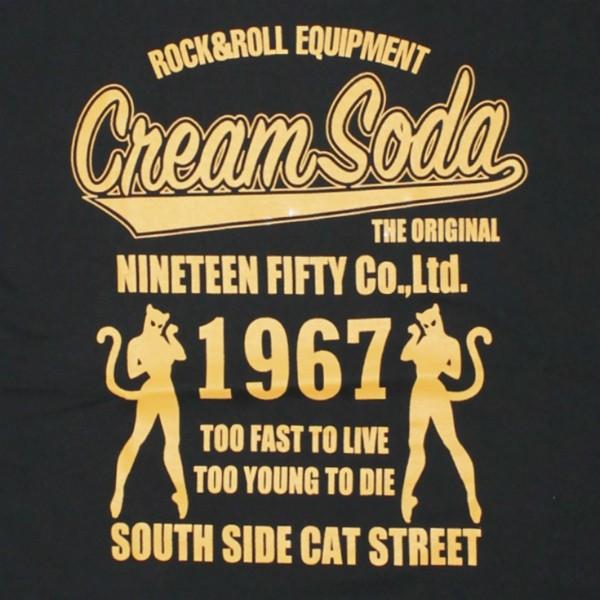 ROCK&ROLL EQUIPMENT
Cream Soda
THE ORIGINAL
NINETEEN FIFTY Co.,Ltd.
1967
TOO FAST TO LIVE
TOO YOUNG TO DIE
SOUTH SIDE CAT STREET